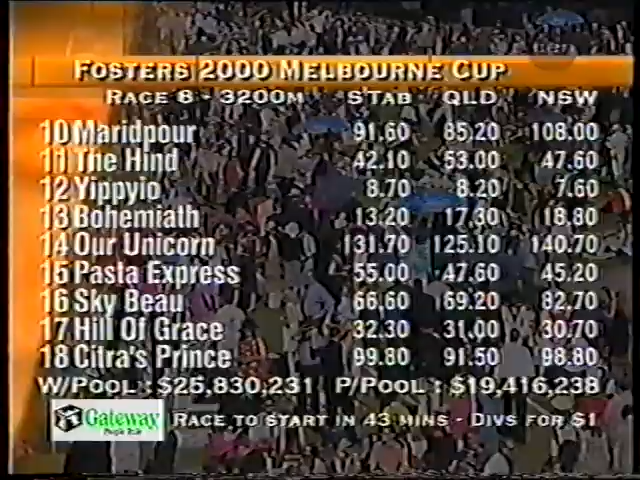 FOSTERS 2000 MELBOURNE CUP
RACE 8 - 3200M STAB QLD NSW
10 Maridpour 91.60 85.20 108.00
11 The Hind 42.10 53.00 47.60
12 Yippyio 8.70 8.20 7.60
13 Bohemiath 13.20 17.30 18.80
14 Our Unicorn 131.70 125.10 140.70
15 Pasta Express 55.00 47.60 45.20
16 Sky Beau 66.60 69.20 82.70
17 Hill Of Grace 32.30 31.00 30.70
18 Citra's Prince 99.80 91.50 98.80
W/POOL : $25,830,231 P/POOL : $19,416,238
Gateway
RACE TO START IN 43 MINS - DIVS FOR $1